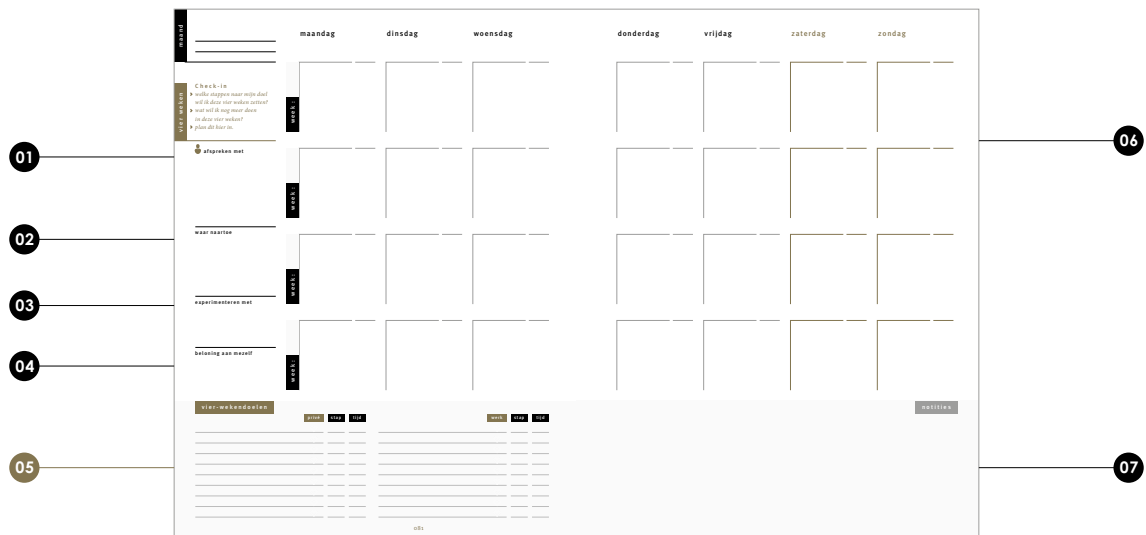 maand
maandag
dinsdag
woensdag
donderdag
vrijdag
zaterdag
zondag
vier weken
Check-in
welke stappen naar mijn doel
wil ik deze vier weken zetten?
wat wil ik nog meer doen
in deze vier weken?
plan dit hier in.
week:
01
afspreken met
06
week:
02
waar naartoe
week:
03
experimenteren met
04
beloning aan mezelf
week:
vier-wekendoelen
notities
privé
stap
tijd
werk
stap
tijd
05
07